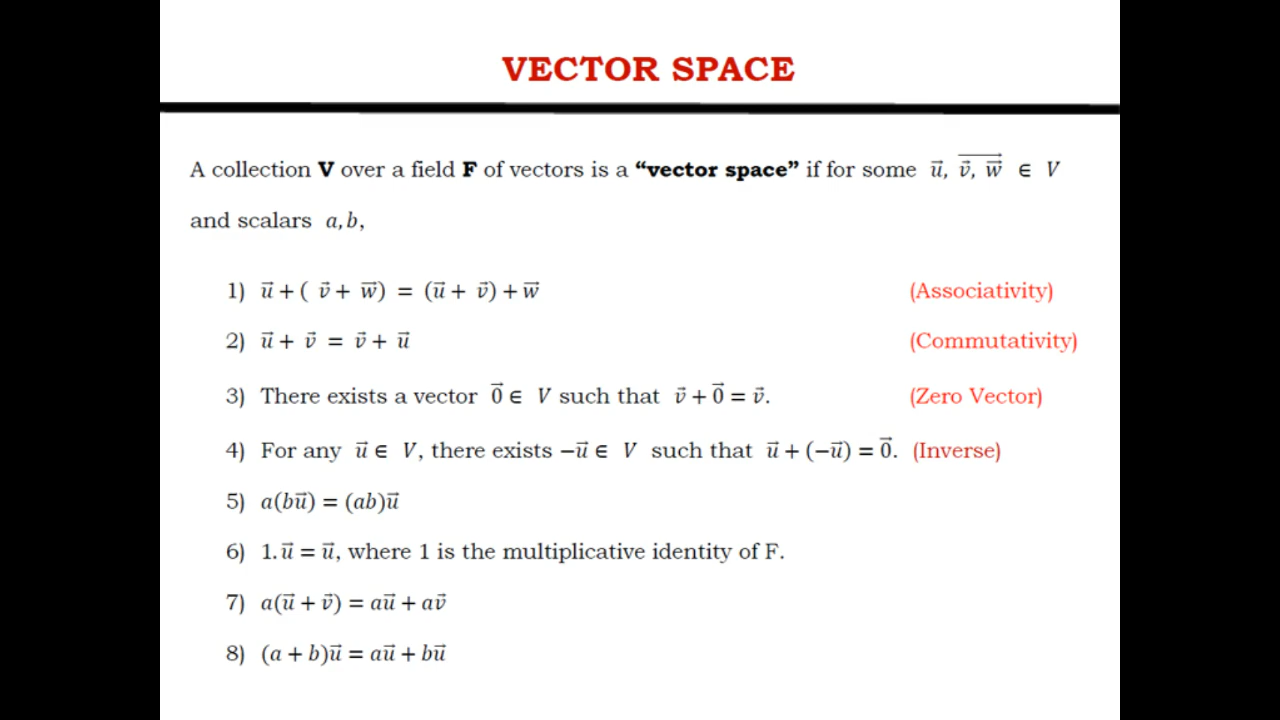 VECTOR SPACE
A collection V over a field F of vectors is a “vector space” if for some u⃗, v⃗, w⃗ ∈ V
and scalars a, b,
1) u⃗ + ( v⃗ + w⃗) = (u⃗ + v⃗) + w⃗ (Associativity)
2) u⃗ + v⃗ = v⃗ + u⃗ (Commutativity)
3) There exists a vector 0⃗ ∈ V such that v⃗ + 0⃗ = v⃗. (Zero Vector)
4) For any u⃗ ∈ V, there exists −u⃗ ∈ V such that u⃗ + (−u⃗) = 0⃗. (Inverse)
5) a(bu⃗) = (ab)u⃗
6) 1. u⃗ = u⃗, where 1 is the multiplicative identity of F.
7) a(u⃗ + v⃗) = au⃗ + av⃗
8) (a + b)u⃗ = au⃗ + bu⃗